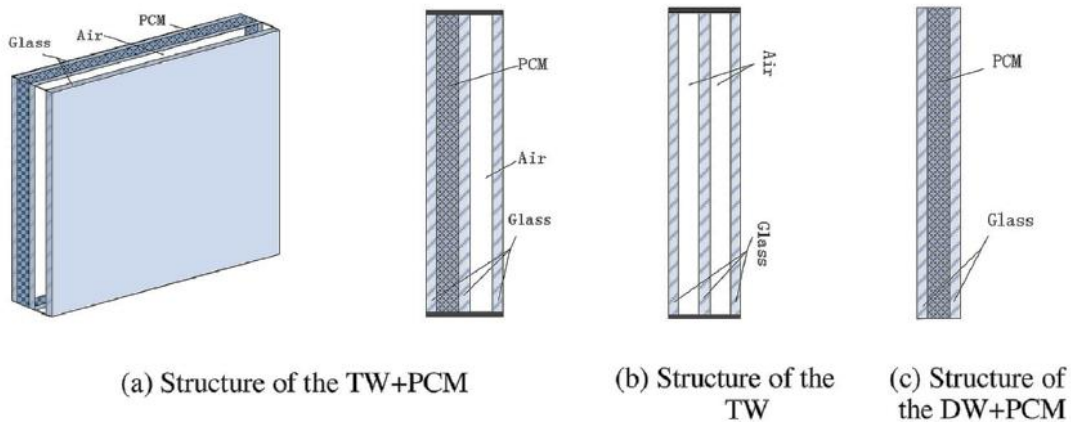 PCM
Air
Glass
PCM
Air
Glass
Air
Glass
PCM
Glass
(a) Structure of the TW+PCM
(b) Structure of the
TW
(c) Structure of
the DW+PCM